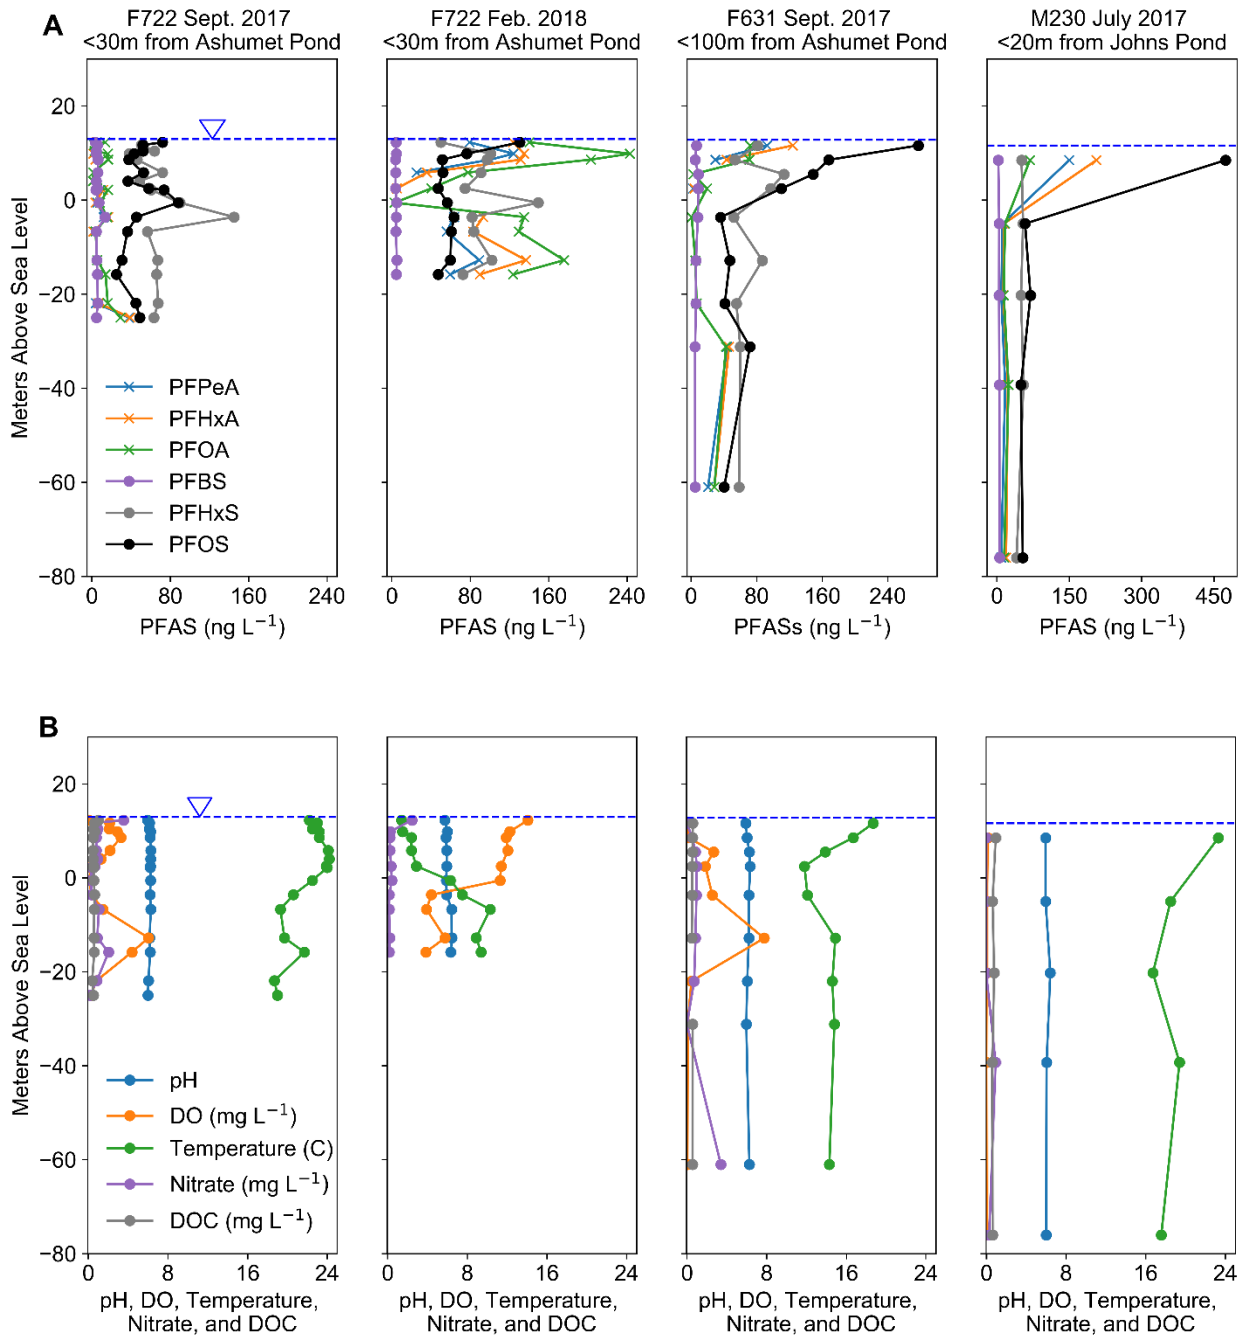 A
F722 Sept. 2017
<30m from Ashumet Pond
F722 Feb. 2018
<30m from Ashumet Pond
F631 Sept. 2017
<100m from Ashumet Pond
M230 July 2017
<20m from Johns Pond
Meters Above Sea Level
20
0
−20
−40
−60
−80
PFPeA
PFHxA
PFOA
PFBS
PFHxS
PFOS
0 80 160 240
0 80 160 240
0 80 160 240
0 150 300 450
PFAS (ng L⁻¹)
PFAS (ng L⁻¹)
PFASs (ng L⁻¹)
PFAS (ng L⁻¹)
B
Meters Above Sea Level
20
0
−20
−40
−60
−80
pH
DO (mg L⁻¹)
Temperature (C)
Nitrate (mg L⁻¹)
DOC (mg L⁻¹)
0 8 16 24
0 8 16 24
0 8 16 24
0 8 16 24
pH, DO, Temperature,
Nitrate, and DOC
pH, DO, Temperature,
Nitrate, and DOC
pH, DO, Temperature,
Nitrate, and DOC
pH, DO, Temperature,
Nitrate, and DOC